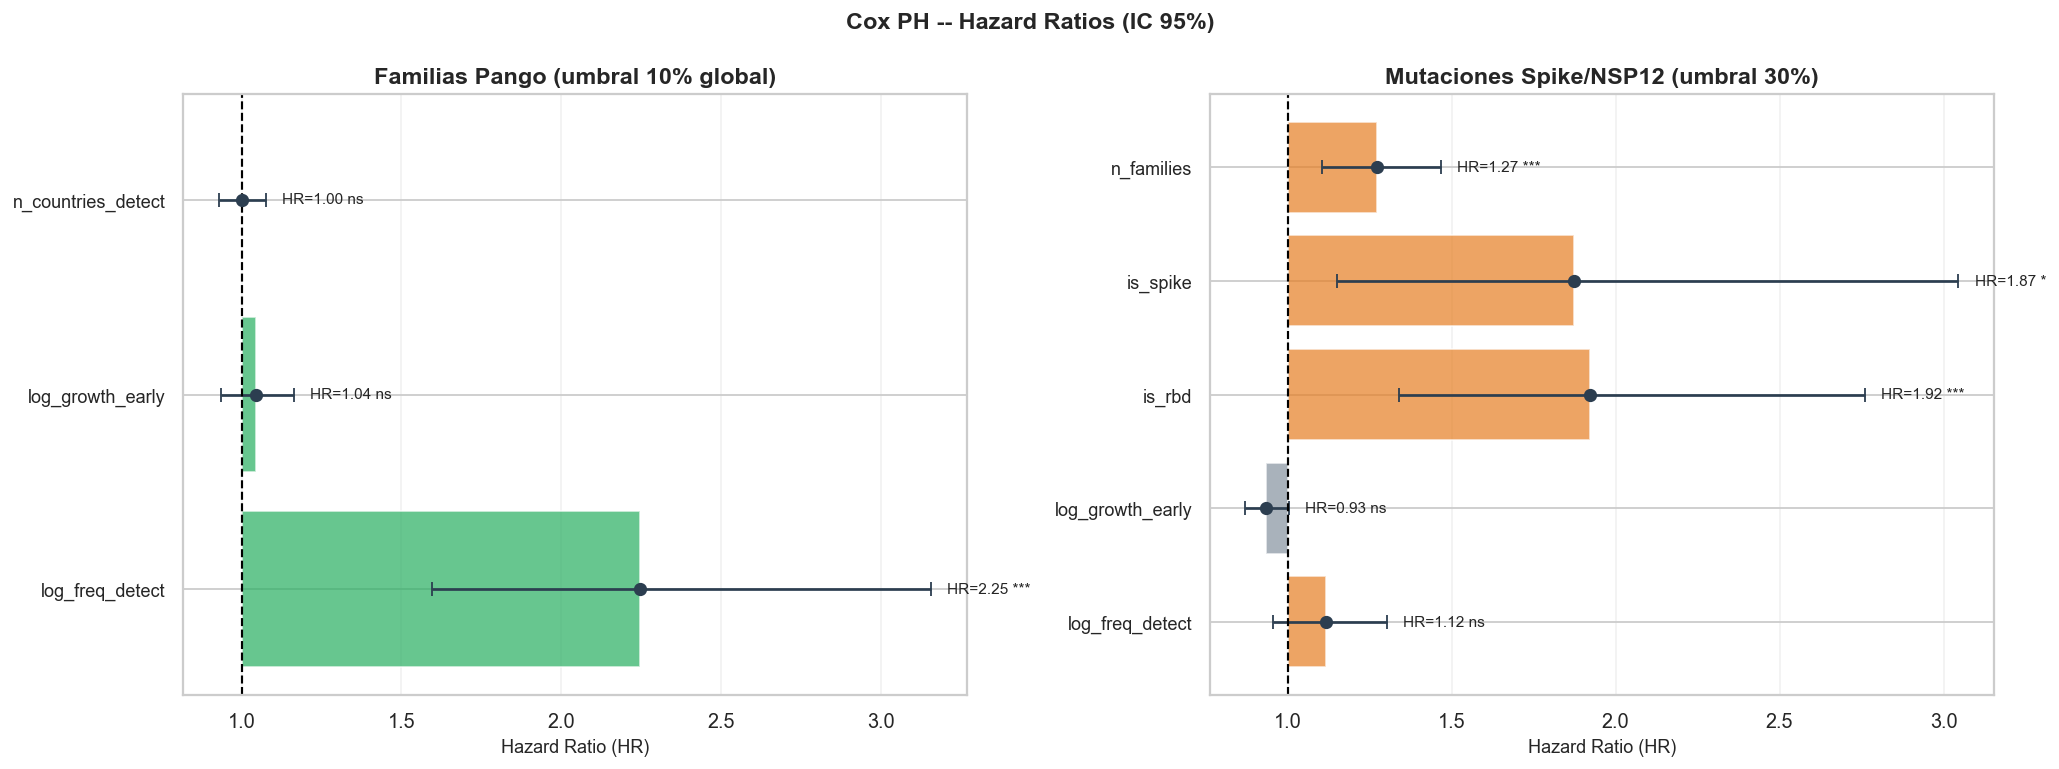 Cox PH -- Hazard Ratios (IC 95%)
Familias Pango (umbral 10% global)
n_countries_detect
HR=1.00 ns
log_growth_early
HR=1.04 ns
log_freq_detect
HR=2.25 ***
1.0 1.5 2.0 2.5 3.0
Hazard Ratio (HR)
Mutaciones Spike/NSP12 (umbral 30%)
n_families
HR=1.27 ***
is_spike
HR=1.87 *
is_rbd
HR=1.92 ***
log_growth_early
HR=0.93 ns
log_freq_detect
HR=1.12 ns
1.0 1.5 2.0 2.5 3.0
Hazard Ratio (HR)